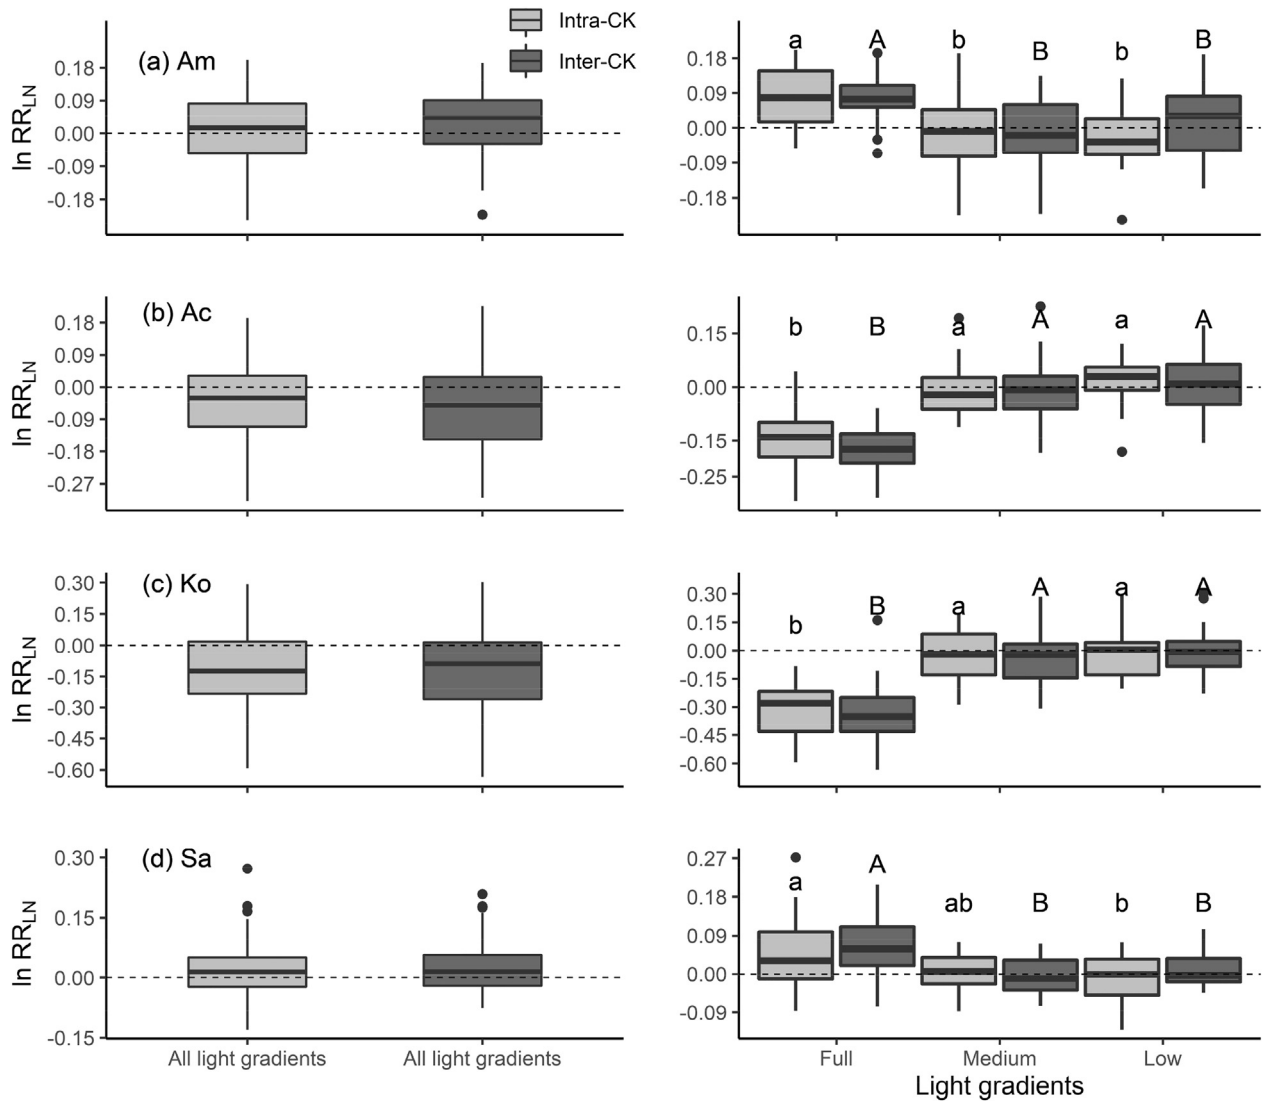 Intra-CK
Inter-CK
(a) Am
ln RR_LN
0.18
0.09
0.00
-0.09
-0.18
a A b B b B
0.18
0.09
0.00
-0.09
-0.18
(b) Ac
ln RR_LN
0.18
0.09
0.00
-0.09
-0.18
-0.27
b B a A a A
0.15
0.00
-0.15
-0.25
(c) Ko
ln RR_LN
0.30
0.15
0.00
-0.15
-0.30
-0.45
-0.60
b B a A a A
0.30
0.15
0.00
-0.15
-0.30
-0.45
-0.60
(d) Sa
ln RR_LN
0.30
0.15
0.00
-0.15
a A ab B b B
0.27
0.18
0.09
0.00
-0.09
All light gradients All light gradients
Full Medium Low
Light gradients